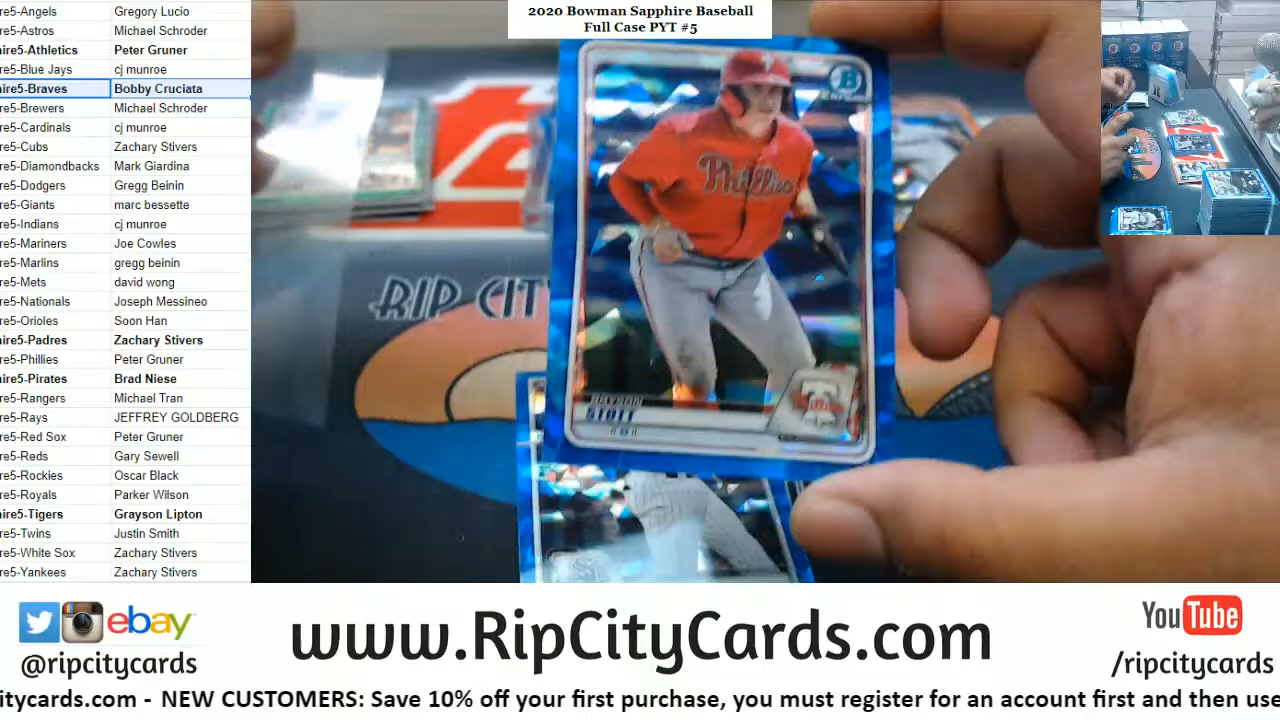 2020 Bowman Sapphire Baseball
Full Case PYT #5
re5-Angels Gregory Lucio
re5-Astros Michael Schroder
ire5-Athletics Peter Gruner
re5-Blue Jays cj munroe
ire5-Braves Bobby Cruciata
re5-Brewers Michael Schroder
re5-Cardinals cj munroe
re5-Cubs Zachary Stivers
re5-Diamondbacks Mark Giardina
re5-Dodgers Gregg Beinin
re5-Giants marc bessette
re5-Indians cj munroe
re5-Mariners Joe Cowles
re5-Marlins gregg beinin
re5-Mets david wong
re5-Nationals Joseph Messineo
re5-Orioles Soon Han
ire5-Padres Zachary Stivers
re5-Phillies Peter Gruner
ire5-Pirates Brad Niese
re5-Rangers Michael Tran
re5-Rays JEFFREY GOLDBERG
re5-Red Sox Peter Gruner
re5-Reds Gary Sewell
re5-Rockies Oscar Black
re5-Royals Parker Wilson
ire5-Tigers Grayson Lipton
re5-Twins Justin Smith
re5-White Sox Zachary Stivers
re5-Yankees Zachary Stivers
B
Chrome
Phillies
RIP CIT
BRYSON
STOTT
ebay
@ripcitycards
www.RipCityCards.com
YouTube
/ripcitycards
citycards.com - NEW CUSTOMERS: Save 10% off your first purchase, you must register for an account first and then use